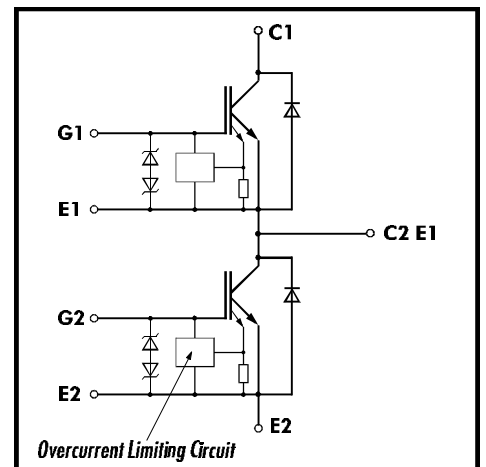 C1
G1
E1
C2 E1
G2
E2
E2
Overcurrent Limiting Circuit